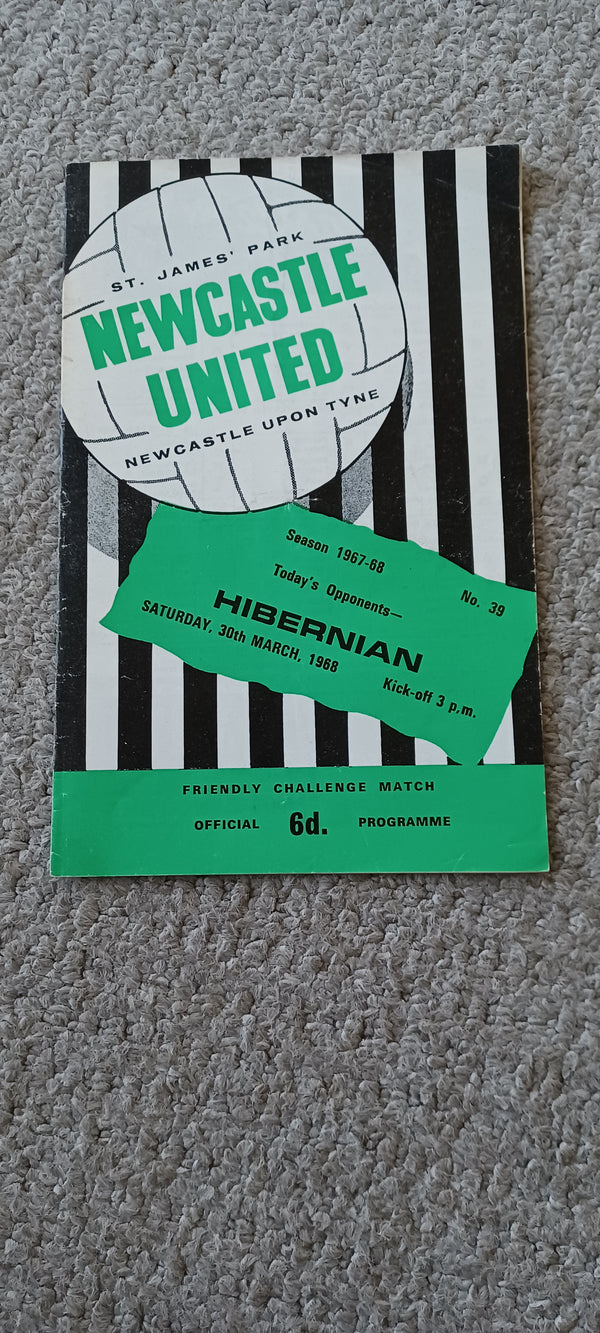 ST. JAMES' PARK
NEWCASTLE
UNITED
NEWCASTLE UPON TYNE
Season 1967-68
No. 39
Today's Opponents—
HIBERNIAN
SATURDAY, 30th MARCH, 1968
Kick-off 3 p.m.
FRIENDLY CHALLENGE MATCH
OFFICIAL 6d. PROGRAMME